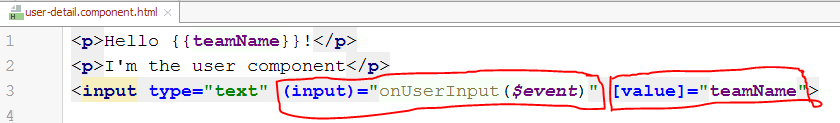 user-detail.component.html
1 <p>Hello {{teamName}}!</p>
2 <p>I'm the user component</p>
3 <input type="text" (input)="onUserInput($event)" [value]="teamName">
4